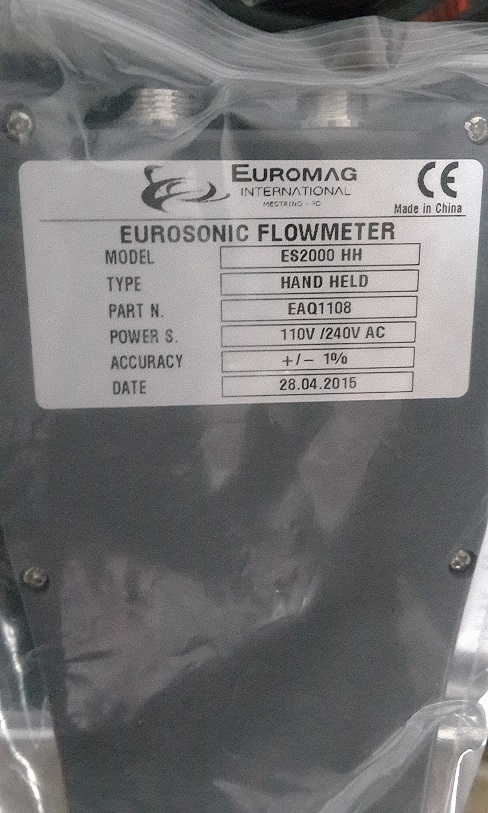 EUROMAG
INTERNATIONAL
MESTRINO - PD
CE
Made in China
EUROSONIC FLOWMETER
MODEL ES2000 HH
TYPE HAND HELD
PART N. EAQ1108
POWER S. 110V /240V AC
ACCURACY +/- 1%
DATE 28.04.2015